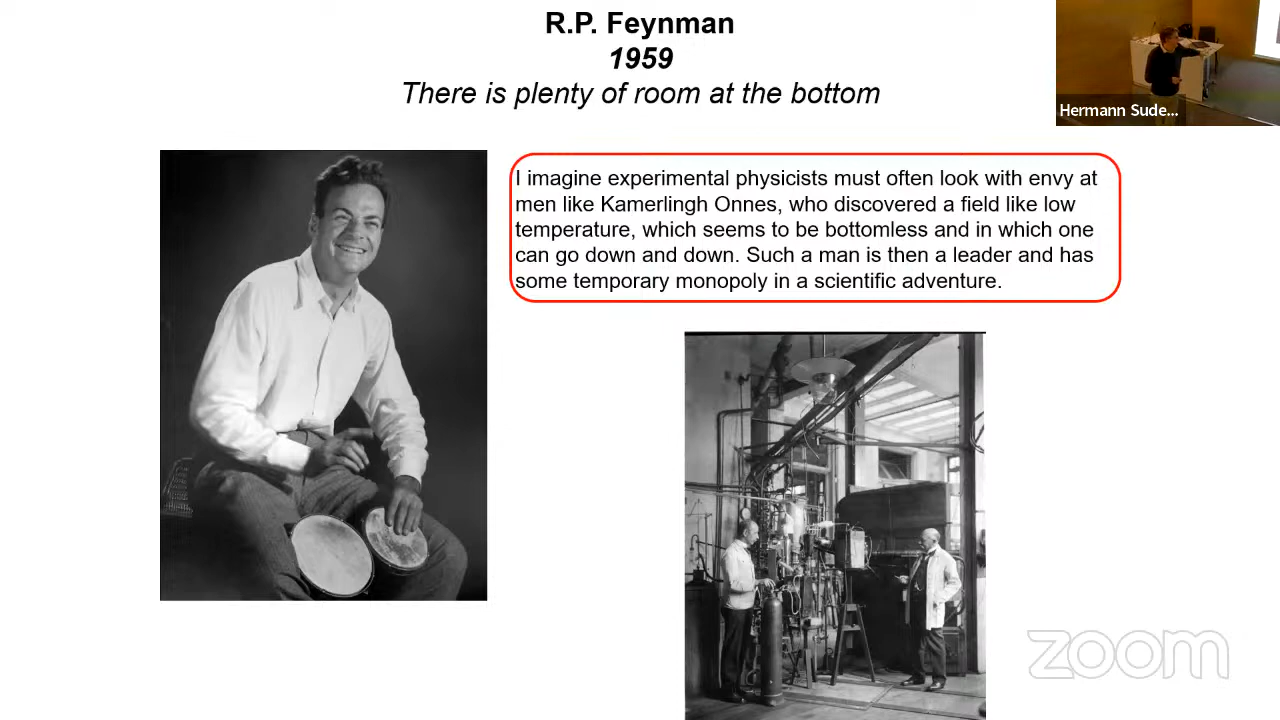 R.P. Feynman
1959
There is plenty of room at the bottom
Hermann Sude...
I imagine experimental physicists must often look with envy at
men like Kamerlingh Onnes, who discovered a field like low
temperature, which seems to be bottomless and in which one
can go down and down. Such a man is then a leader and has
some temporary monopoly in a scientific adventure.
zoom